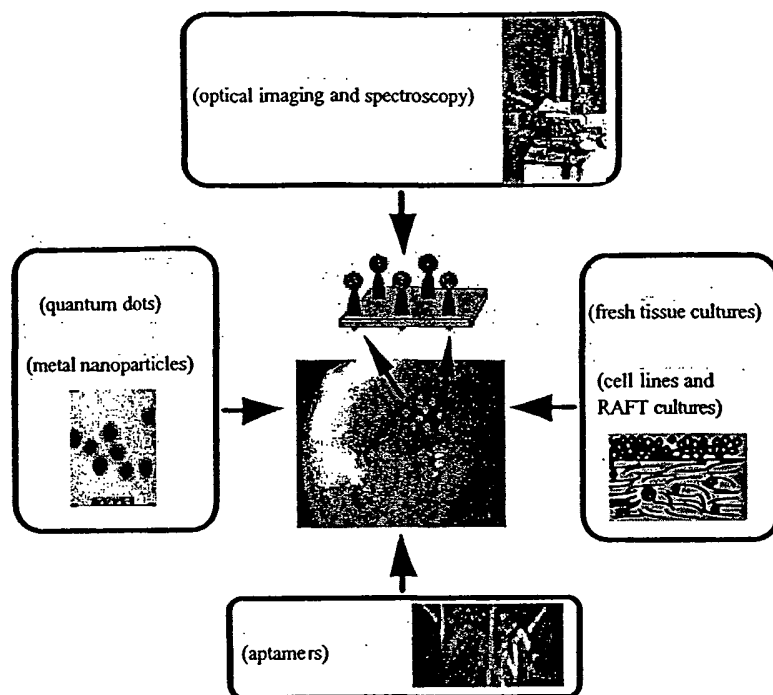 (optical imaging and spectroscopy)
(quantum dots)
(metal nanoparticles)
(fresh tissue cultures)
(cell lines and
RAFT cultures)
(aptamers)